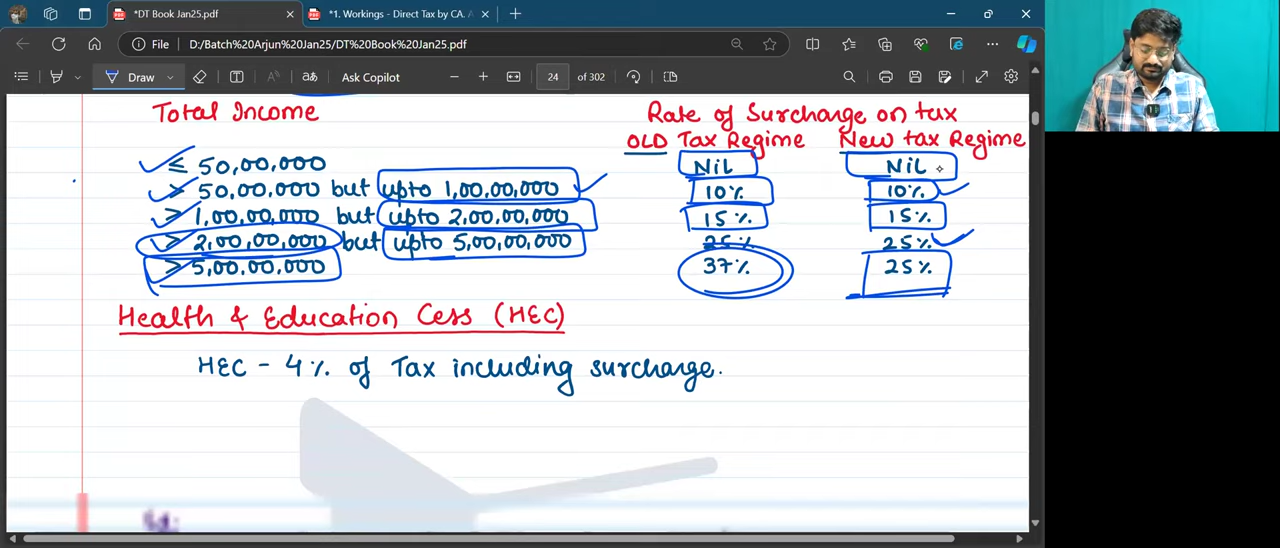 *DT Book Jan25.pdf
*1. Workings - Direct Tax by CA. A
File D:/Batch%20Arjun%20Jan25/DT%20Book%20Jan25.pdf
Draw
aあ
Ask Copilot
24 of 302
Total Income Rate of Surcharge on tax
OLD Tax Regime New tax Regime
≤ 50,00,000 Nil Nil
> 50,00,000 but upto 1,00,00,000 10% 10%
> 1,00,00,000 but upto 2,00,00,000 15% 15%
> 2,00,00,000 but upto 5,00,00,000 25% 25%
> 5,00,00,000 37% 25%
Health & Education Cess (HEC)
HEC - 4% of Tax including surcharge.